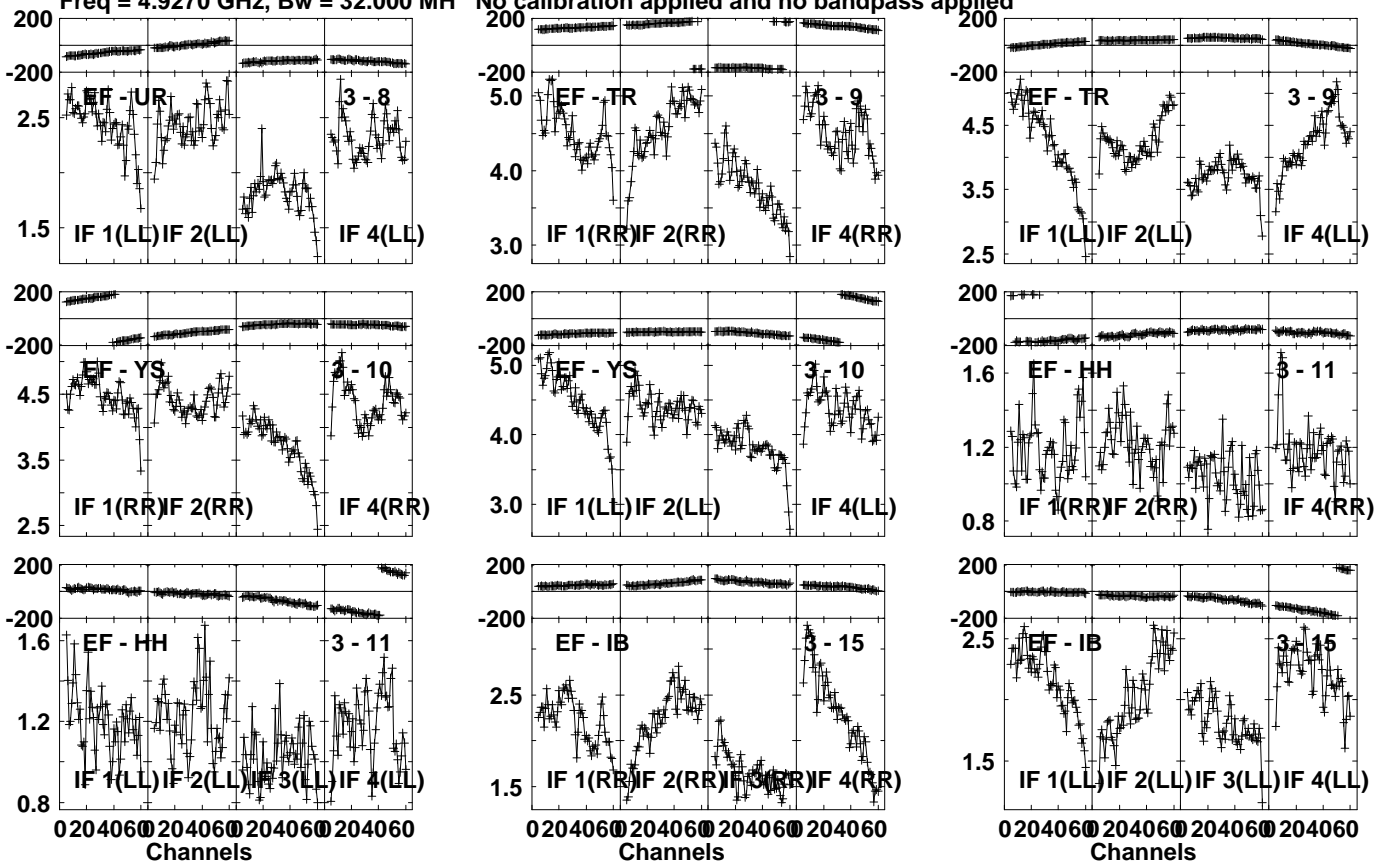 Freq = 4.9270 GHz, Bw = 32.000 MH No calibration applied and no bandpass applied
200
-200
EF - UR 3 - 8
2.5
1.5
IF 1(LL) IF 2(LL) IF 4(LL)
EF - TR 3 - 9
5.0
4.0
3.0
IF 1(RR) IF 2(RR) IF 4(RR)
200
-200
EF - TR 3 - 9
4.5
3.5
2.5
IF 1(LL) IF 2(LL) IF 4(LL)
200
-200
EF - YS 3 - 10
4.5
3.5
2.5
IF 1(RR) IF 2(RR) IF 4(RR)
200
-200
EF - YS 3 - 10
5.0
4.0
3.0
IF 1(LL) IF 2(LL) IF 4(LL)
200
-200
EF - HH 3 - 11
1.6
1.2
0.8
IF 1(RR) IF 2(RR) IF 4(RR)
200
-200
EF - HH 3 - 11
1.6
1.2
0.8
IF 1(LL) IF 2(LL) IF 3(LL) IF 4(LL)
0 20 40 60 0 20 40 60 0 20 40 60 0 20 40 60
Channels
200
-200
EF - IB 3 - 15
2.5
1.5
IF 1(RR) IF 2(RR) IF 3(RR) IF 4(RR)
0 20 40 60 0 20 40 60 0 20 40 60 0 20 40 60
Channels
200
-200
EF - IB 3 - 15
2.5
1.5
IF 1(LL) IF 2(LL) IF 3(LL) IF 4(LL)
0 20 40 60 0 20 40 60 0 20 40 60 0 20 40 60
Channels